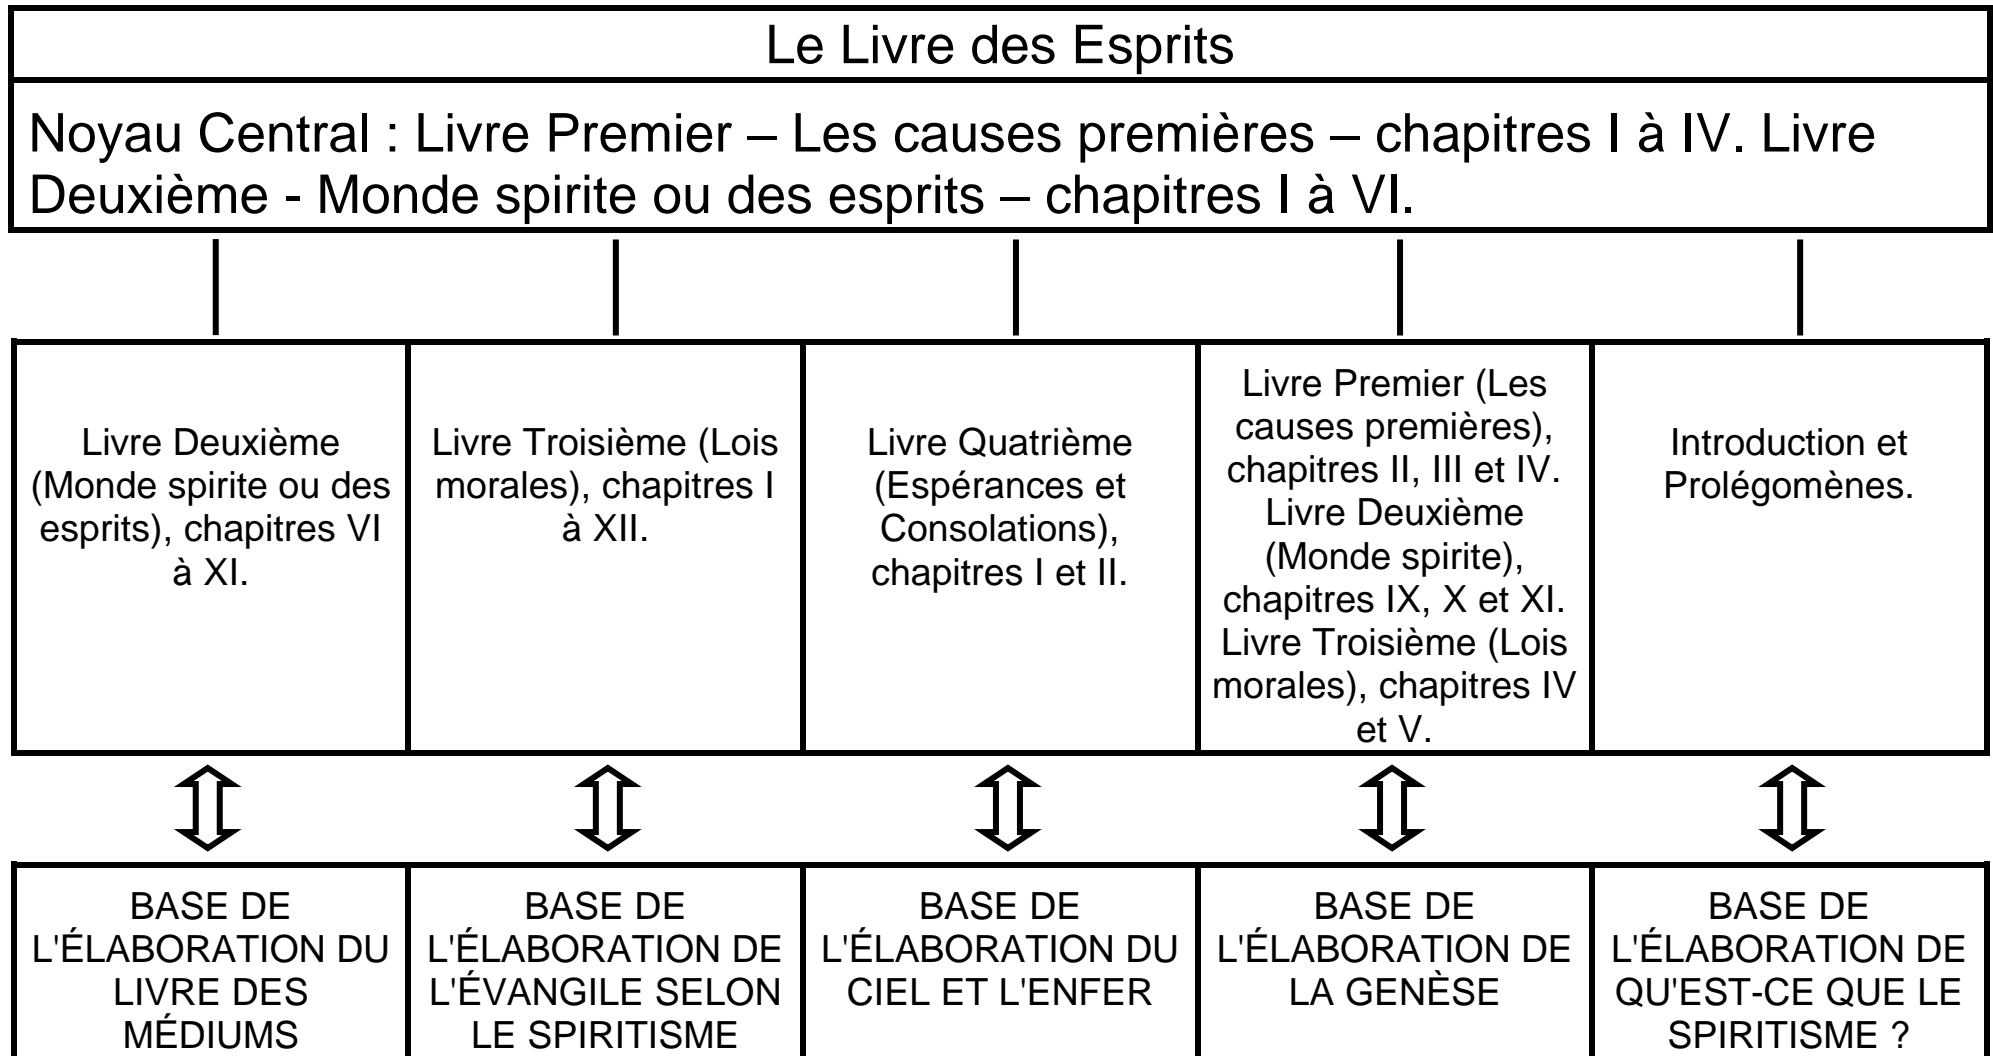 Le Livre des Esprits
Noyau Central : Livre Premier – Les causes premières – chapitres I à IV. Livre
Deuxième - Monde spirite ou des esprits – chapitres I à VI.
Livre Deuxième
(Monde spirite ou des
esprits), chapitres VI
à XI.
Livre Troisième (Lois
morales), chapitres I
à XII.
Livre Quatrième
(Espérances et
Consolations),
chapitres I et II.
Livre Premier (Les
causes premières),
chapitres II, III et IV.
Livre Deuxième
(Monde spirite),
chapitres IX, X et XI.
Livre Troisième (Lois
morales), chapitres IV
et V.
Introduction et
Prolégomènes.
BASE DE
L'ÉLABORATION DU
LIVRE DES
MÉDIUMS
BASE DE
L'ÉLABORATION DE
L'ÉVANGILE SELON
LE SPIRITISME
BASE DE
L'ÉLABORATION DU
CIEL ET L'ENFER
BASE DE
L'ÉLABORATION DE
LA GENÈSE
BASE DE
L'ÉLABORATION DE
QU'EST-CE QUE LE
SPIRITISME ?